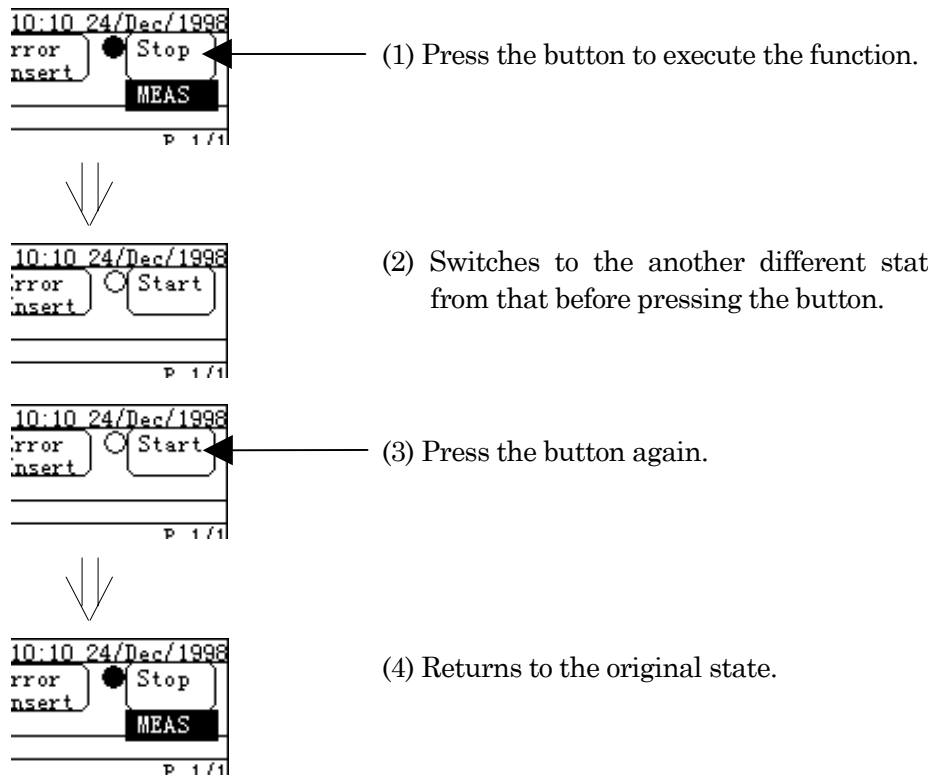 10:10 24/Dec/1998
rror Stop
nsert
MEAS
P 1/1
(1) Press the button to execute the function.
10:10 24/Dec/1998
rror Start
nsert
P 1/1
(2) Switches to the another different stat
from that before pressing the button.
10:10 24/Dec/1998
rror Start
nsert
P 1/1
(3) Press the button again.
10:10 24/Dec/1998
rror Stop
nsert
MEAS
P 1/1
(4) Returns to the original state.